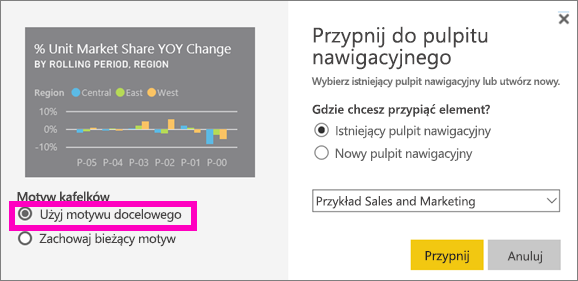 % Unit Market Share YOY Change
BY ROLLING PERIOD, REGION
Region Central East West
10%
0%
-10%
P-05 P-04 P-03 P-02 P-01 P-00
Motyw kafelków
Użyj motywu docelowego
Zachowaj bieżący motyw
Przypnij do pulpitu
nawigacyjnego
Wybierz istniejący pulpit nawigacyjny lub utwórz nowy.
Gdzie chcesz przypiąć element?
Istniejący pulpit nawigacyjny
Nowy pulpit nawigacyjny
Przykład Sales and Marketing
Przypnij Anuluj